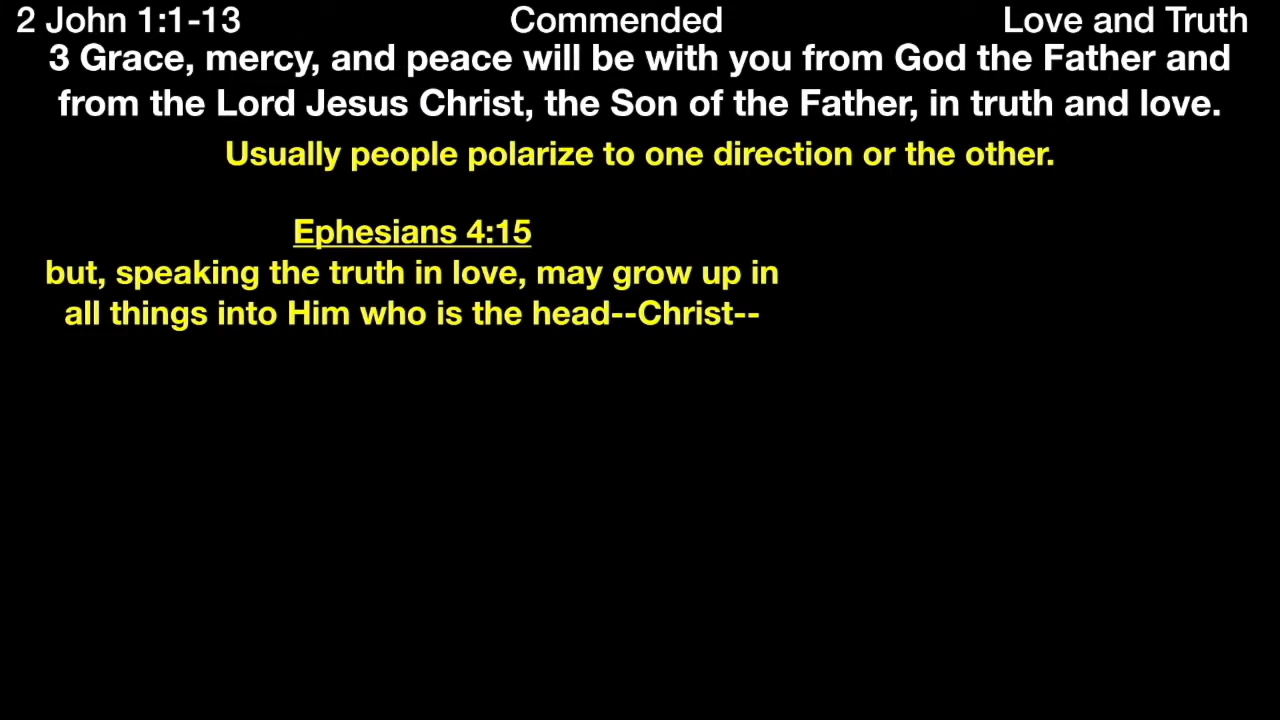 2 John 1:1-13 Commended Love and Truth
3 Grace, mercy, and peace will be with you from God the Father and
from the Lord Jesus Christ, the Son of the Father, in truth and love.
Usually people polarize to one direction or the other.
Ephesians 4:15
but, speaking the truth in love, may grow up in
all things into Him who is the head--Christ--